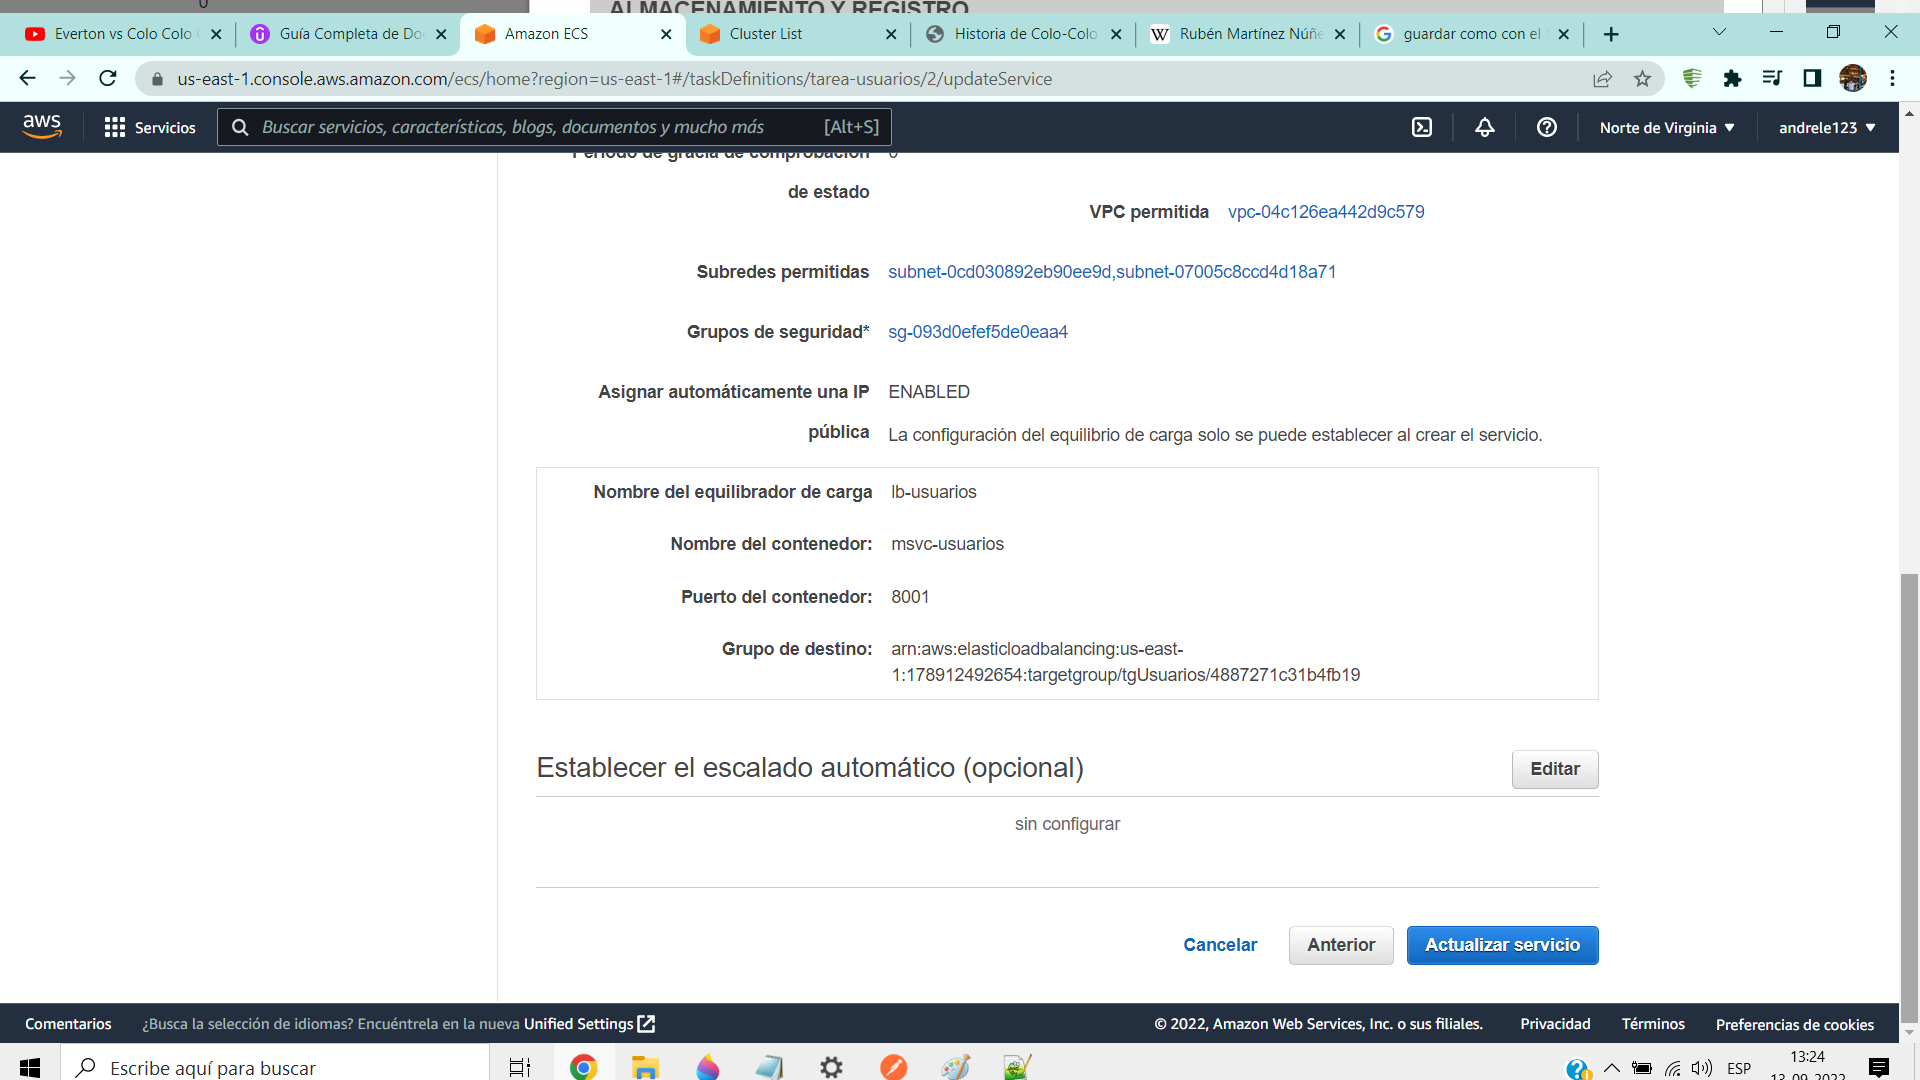 0
ALMACENAMIENTO Y REGISTRO
Everton vs Colo Colo
Guía Completa de Do
Amazon ECS
Cluster List
Historia de Colo-Colo
Rubén Martínez Núñe
guardar como con el
us-east-1.console.aws.amazon.com/ecs/home?region=us-east-1#/taskDefinitions/tarea-usuarios/2/updateService
aws
Servicios
Buscar servicios, características, blogs, documentos y mucho más
[Alt+S]
Norte de Virginia
andrele123
Período de gracia de comprobación 0
de estado
VPC permitida vpc-04c126ea442d9c579
Subredes permitidas subnet-0cd030892eb90ee9d,subnet-07005c8ccd4d18a71
Grupos de seguridad* sg-093d0efef5de0eaa4
Asignar automáticamente una IP ENABLED
pública La configuración del equilibrio de carga solo se puede establecer al crear el servicio.
Nombre del equilibrador de carga lb-usuarios
Nombre del contenedor: msvc-usuarios
Puerto del contenedor: 8001
Grupo de destino: arn:aws:elasticloadbalancing:us-east-
1:178912492654:targetgroup/tgUsuarios/4887271c31b4fb19
Establecer el escalado automático (opcional)
Editar
sin configurar
Cancelar
Anterior
Actualizar servicio
Comentarios
¿Busca la selección de idiomas? Encuéntrela en la nueva Unified Settings
© 2022, Amazon Web Services, Inc. o sus filiales.
Privacidad
Términos
Preferencias de cookies
Escribe aquí para buscar
ESP
13:24
13-09-2022